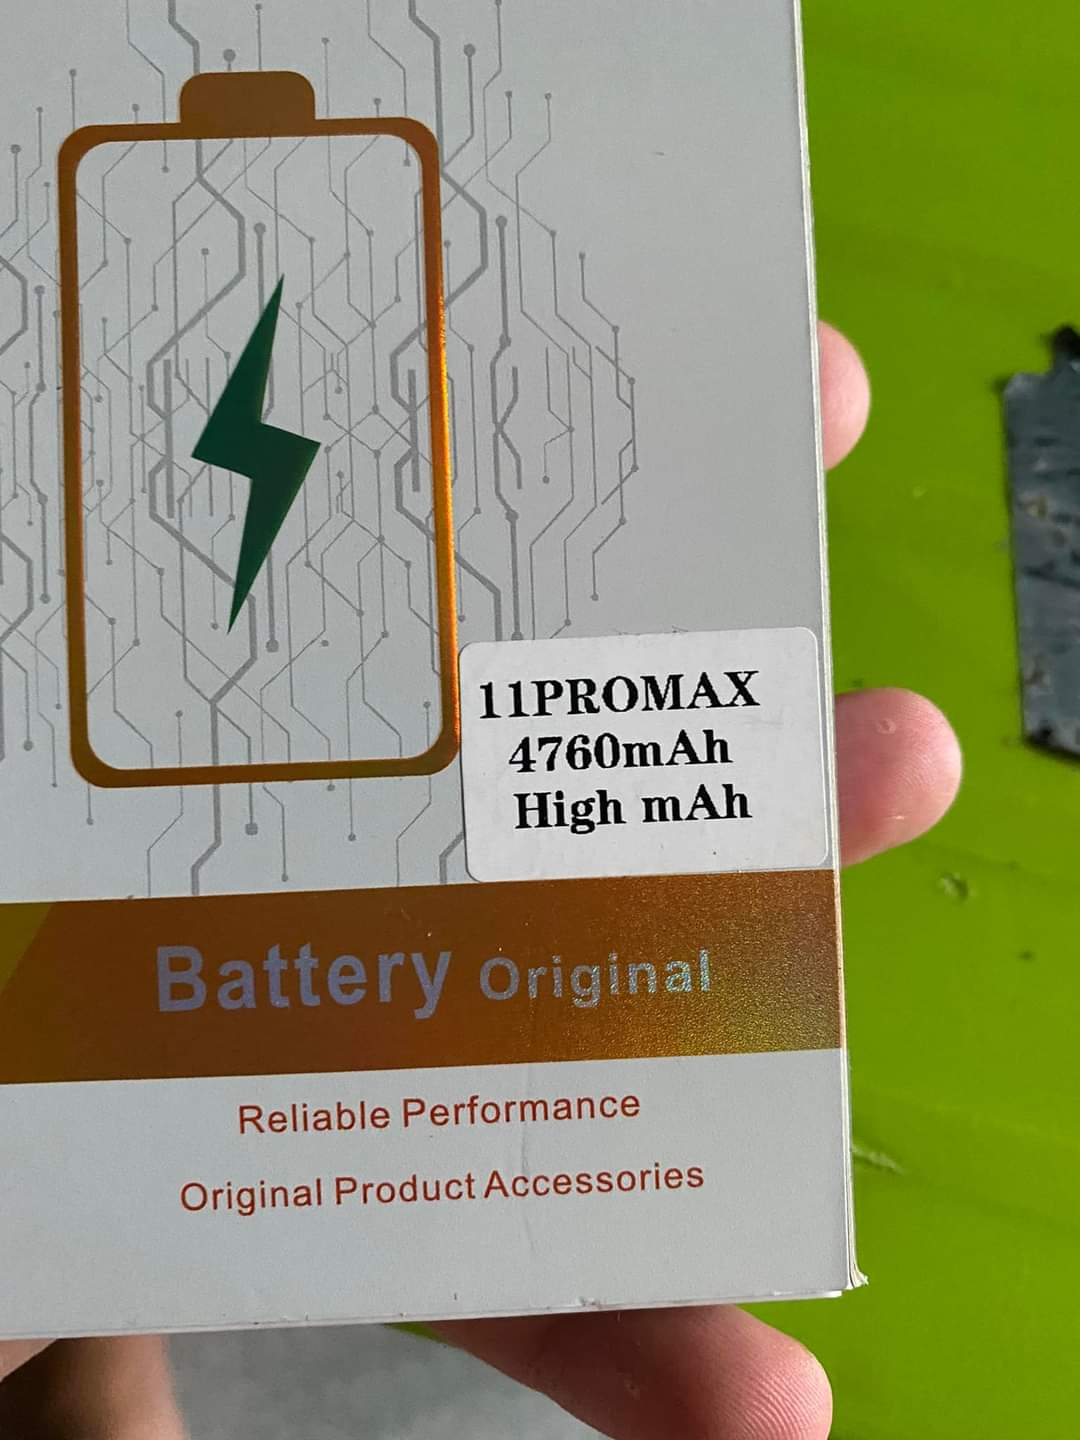 11PROMAX
4760mAh
High mAh
Battery Original
Reliable Performance
Original Product Accessories